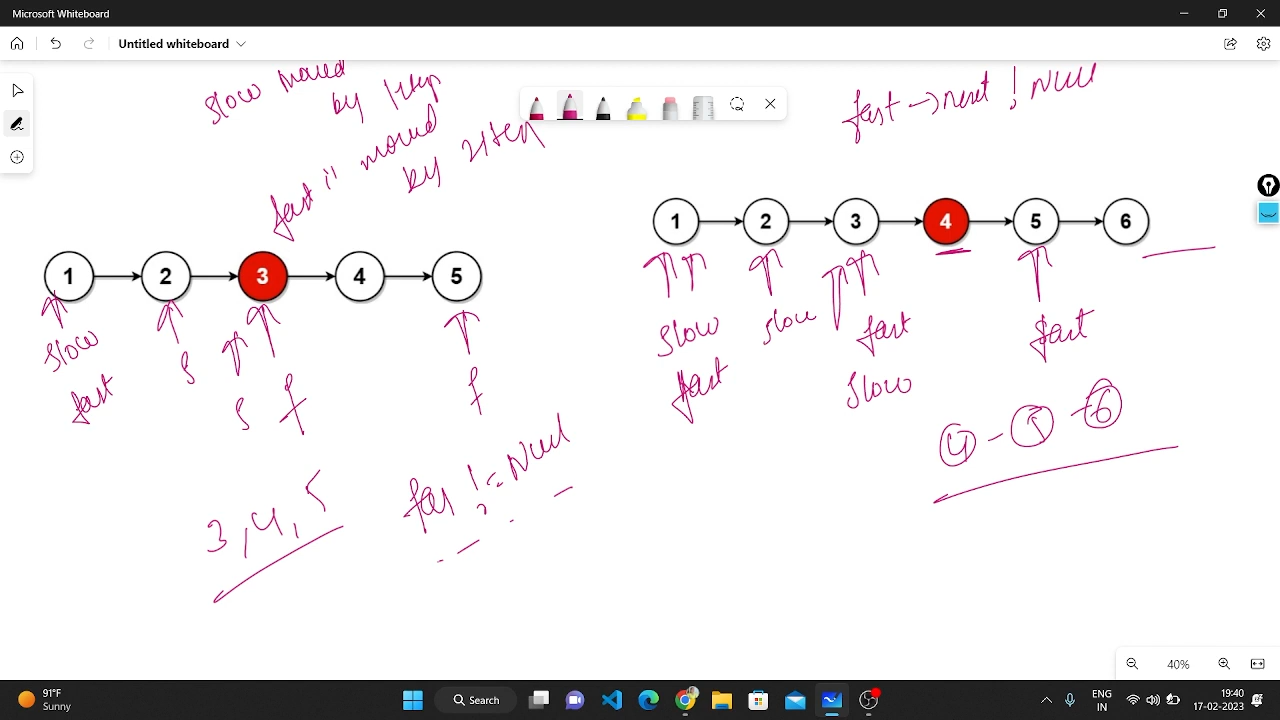 Microsoft Whiteboard
Untitled whiteboard
slow moved
by 1step
fast is moved
by 2step
fast → next ! NULL
1 2 3 4 5
1 2 3 4 5 6
slow
fast
s
s f
f
slow
fast
slow
fast
slow
fast
3, 4, 5
fas != NULL
4 - 5 - 6
40%
91°F
Sunny
Search
ENG
IN
19:40
17-02-2023